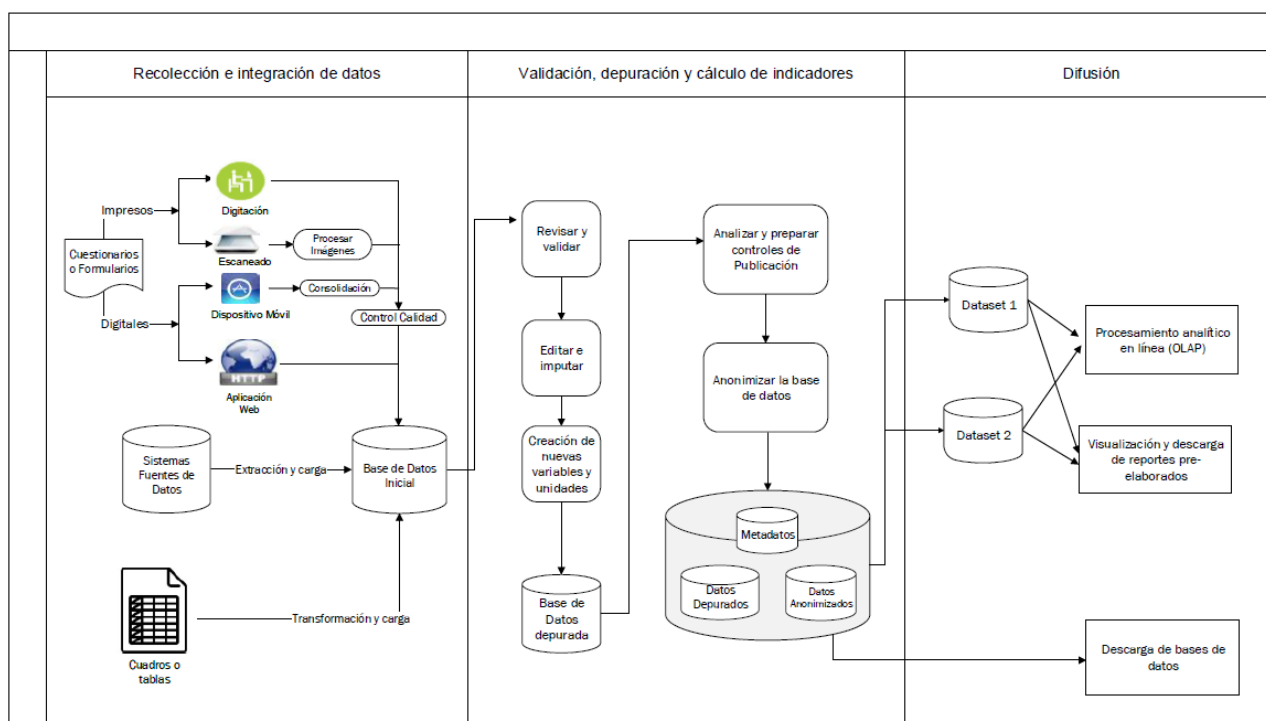 Recolección e integración de datos
Validación, depuración y cálculo de indicadores
Difusión
Impresos
Digitación
Cuestionarios
o Formularios
Escaneado
Procesar
Imágenes
Dispositivo Móvil
Consolidación
Digitales
Control Calidad
HTTP
Aplicación
Web
Sistemas
Fuentes de
Datos
Extracción y carga
Base de Datos
Inicial
Cuadros o
tablas
Transformación y carga
Revisar y
validar
Editar e
imputar
Creación de
nuevas
variables y
unidades
Base de
Datos
depurada
Analizar y preparar
controles de
Publicación
Anonimizar la base
de datos
Metadatos
Datos
Depurados
Datos
Anonimizados
Dataset 1
Dataset 2
Procesamiento analítico
en línea (OLAP)
Visualización y descarga
de reportes pre-
elaborados
Descarga de bases de
datos